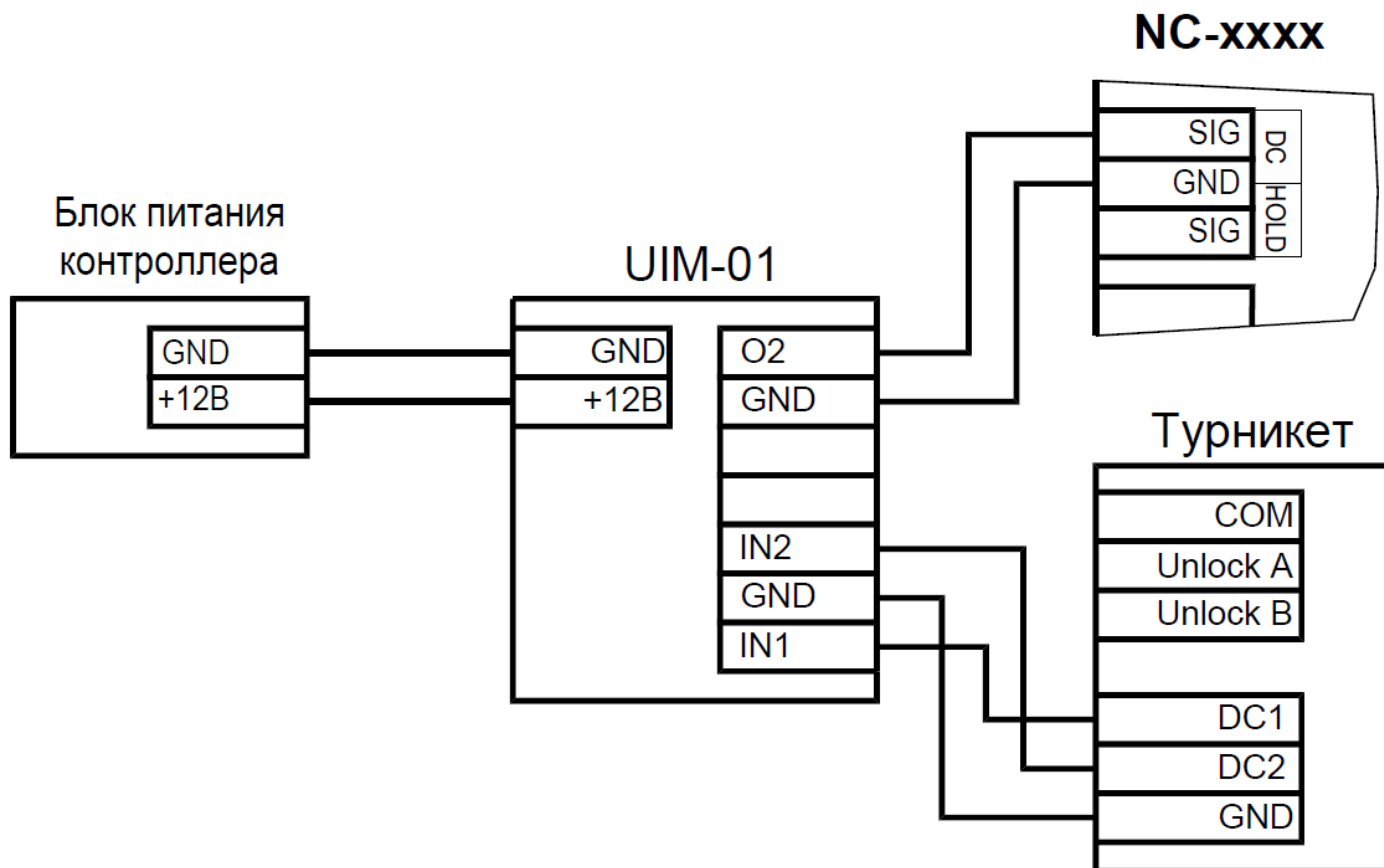 NC-xxxx
SIG
GND
SIG
DC
HOLD
Блок питания
контроллера
GND
+12В
UIM-01
GND
+12В
O2
GND
IN2
GND
IN1
Турникет
COM
Unlock A
Unlock B
DC1
DC2
GND